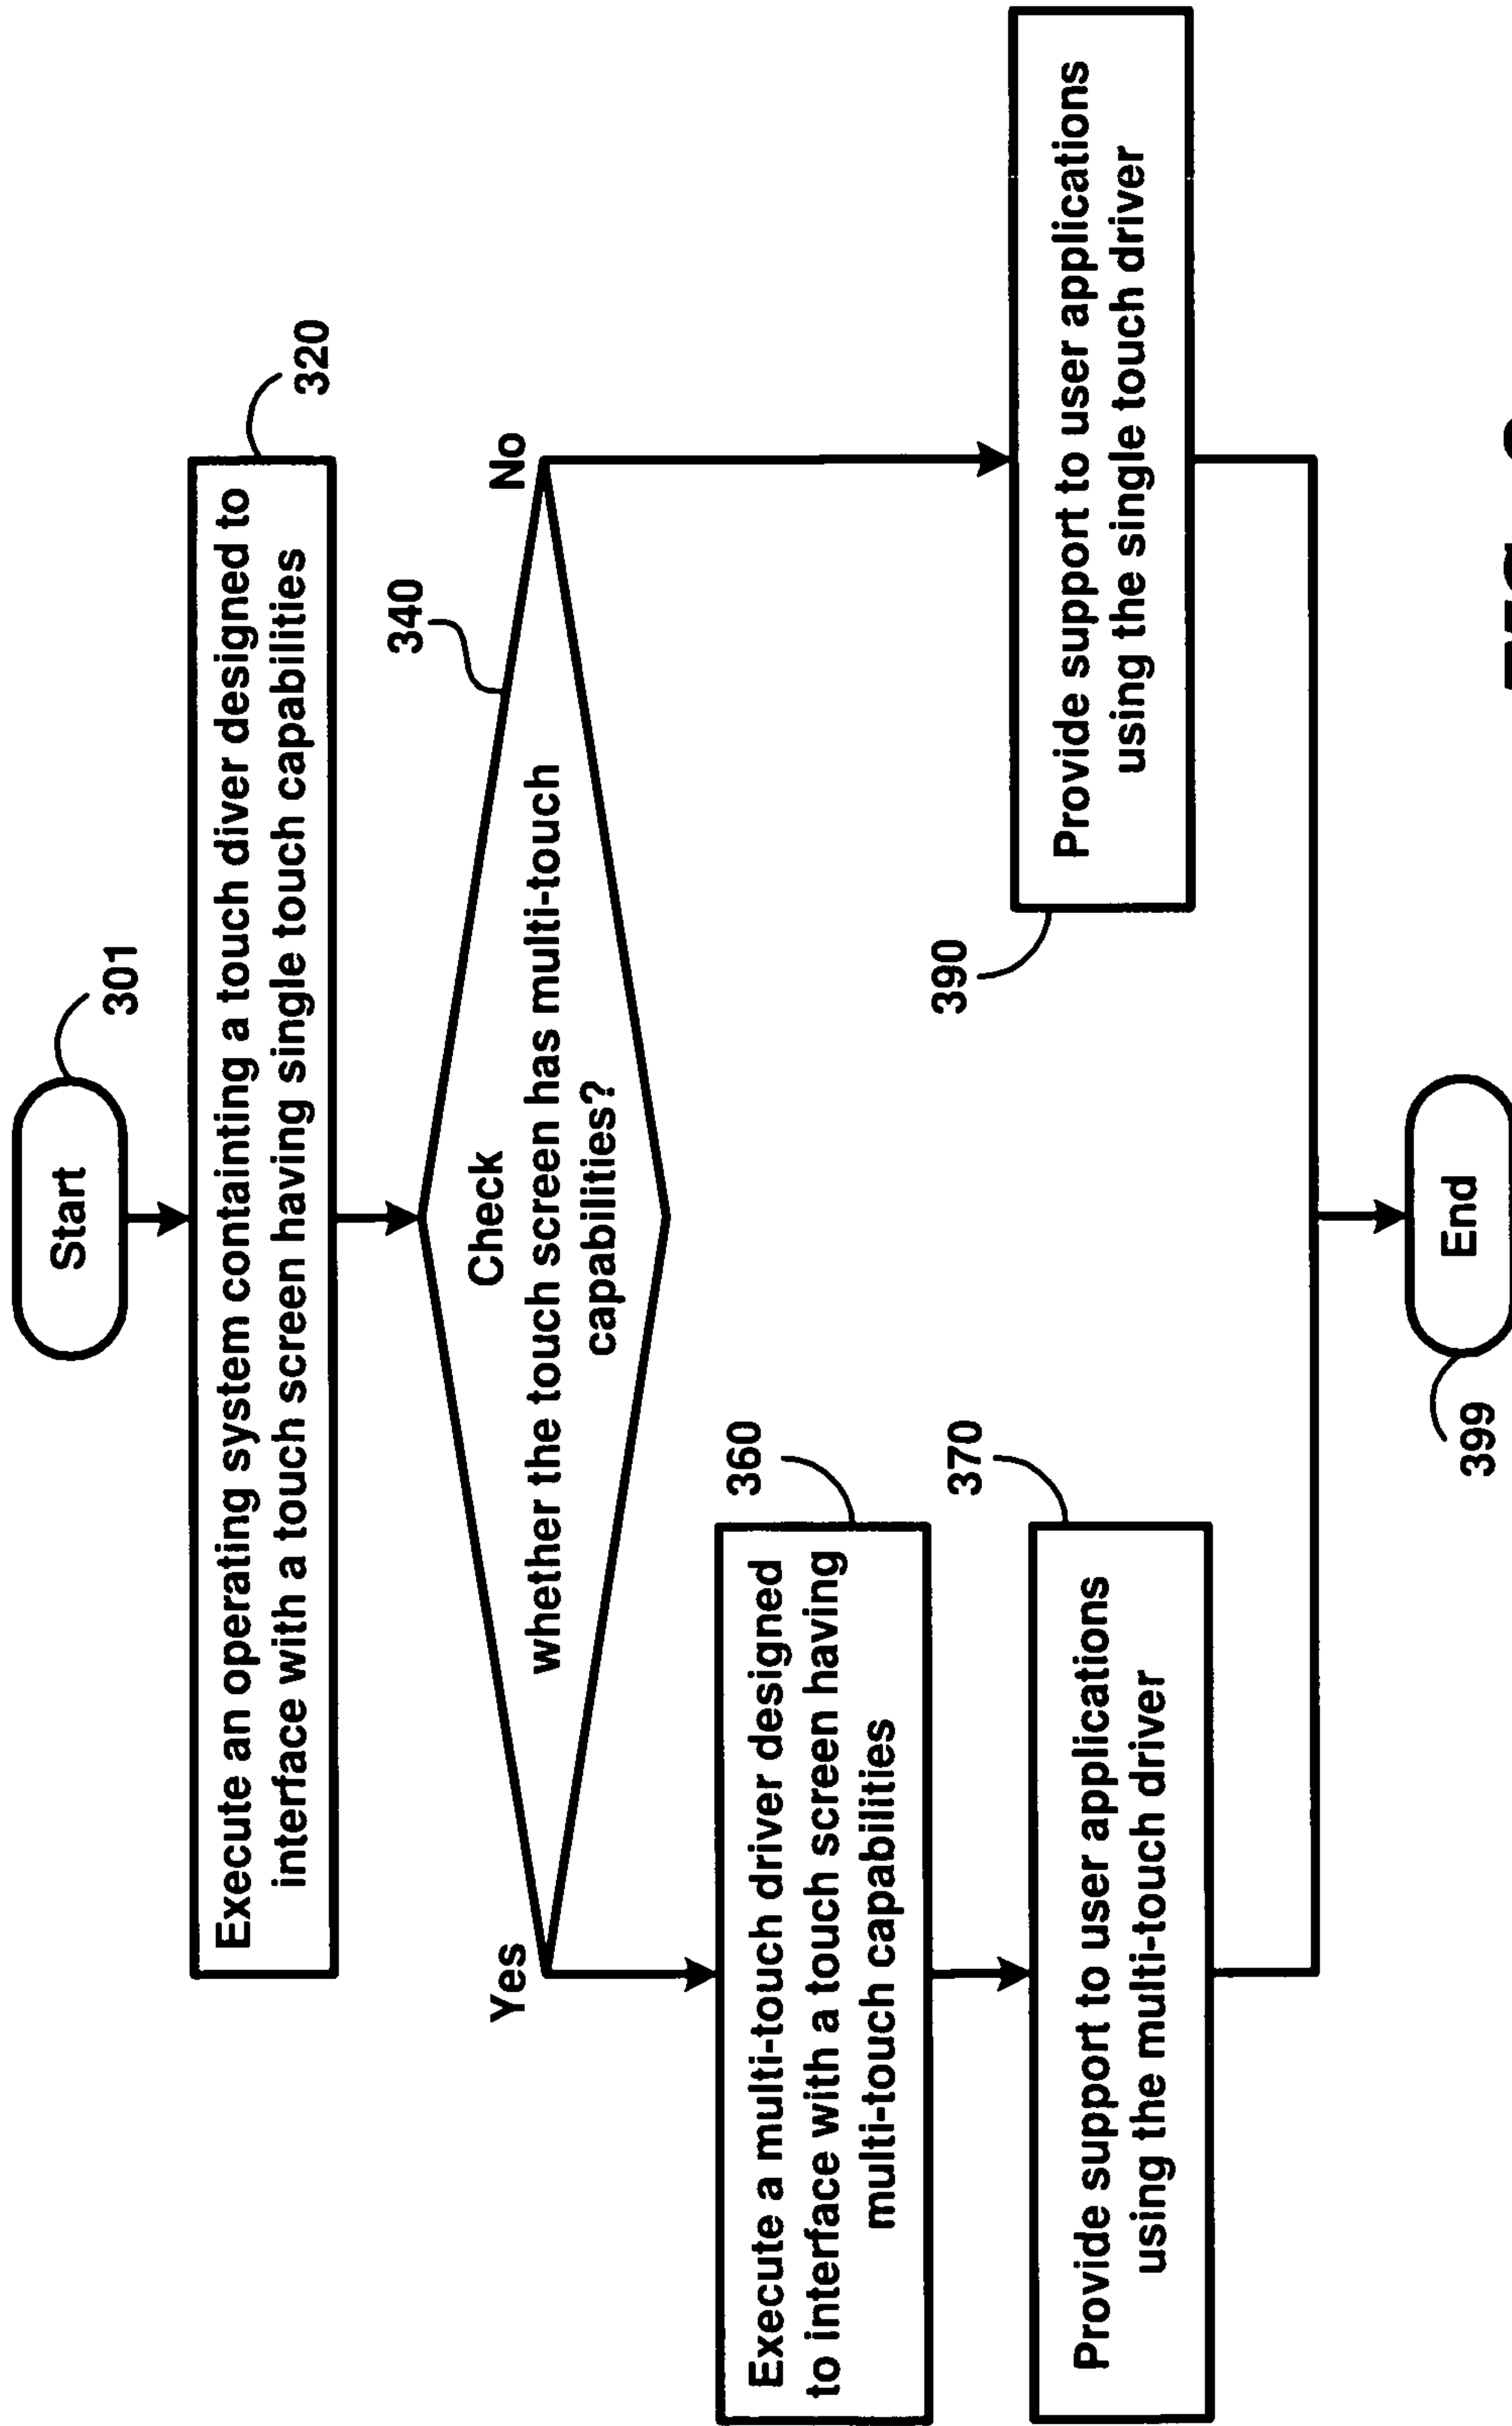 Start
301
Execute an operating system containting a touch diver designed to
interface with a touch screen having single touch capabilities
320
340
Check
whether the touch screen has multi-touch
capabilities?
Yes
No
Execute a multi-touch driver designed
to interface with a touch screen having
multi-touch capabilities
360
Provide support to user applications
using the multi-touch driver
370
390
Provide support to user applications
using the single touch driver
End
399